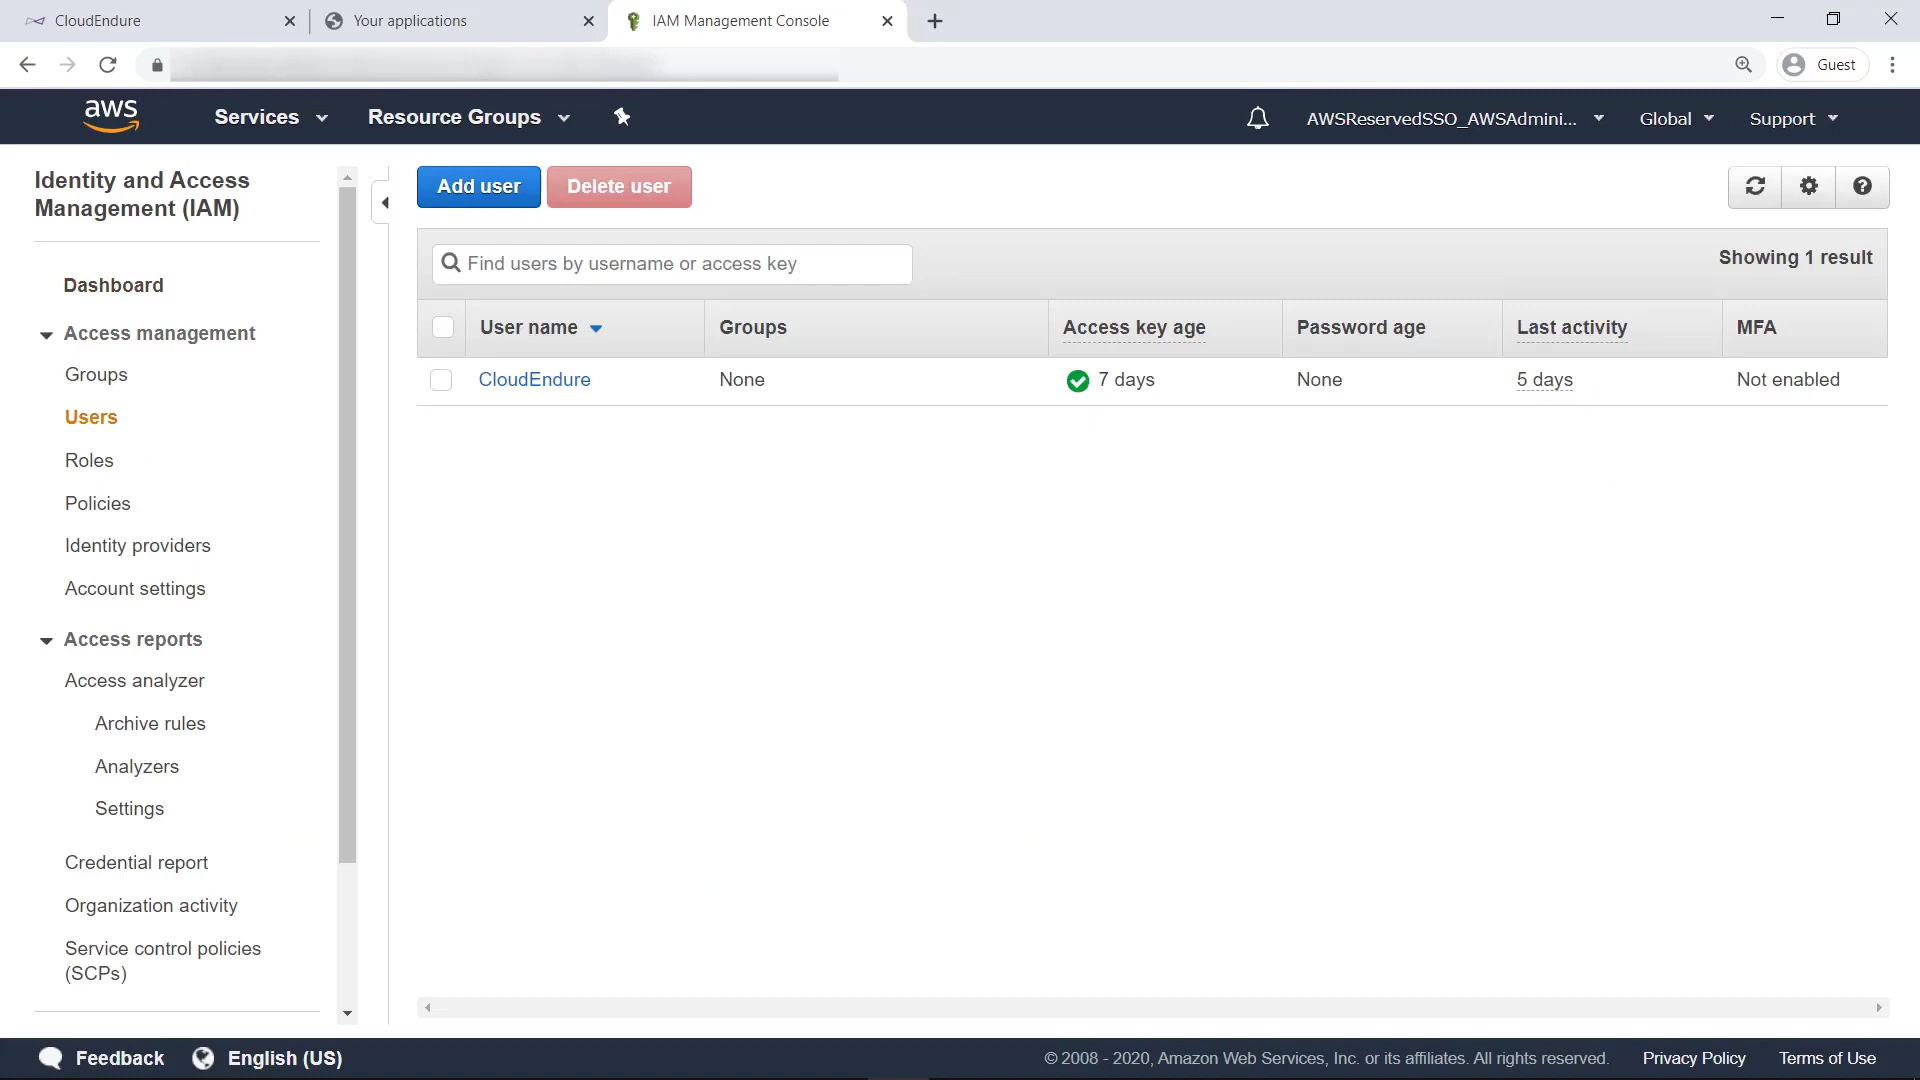 CloudEndure
Your applications
IAM Management Console
Guest
aws
Services
Resource Groups
AWSReservedSSO_AWSAdmini...
Global
Support
Identity and Access
Management (IAM)
Dashboard
Access management
Groups
Users
Roles
Policies
Identity providers
Account settings
Access reports
Access analyzer
Archive rules
Analyzers
Settings
Credential report
Organization activity
Service control policies
(SCPs)
Add user
Delete user
Find users by username or access key
Showing 1 result
User name
Groups
Access key age
Password age
Last activity
MFA
CloudEndure
None
7 days
None
5 days
Not enabled
Feedback
English (US)
© 2008 - 2020, Amazon Web Services, Inc. or its affiliates. All rights reserved.
Privacy Policy
Terms of Use